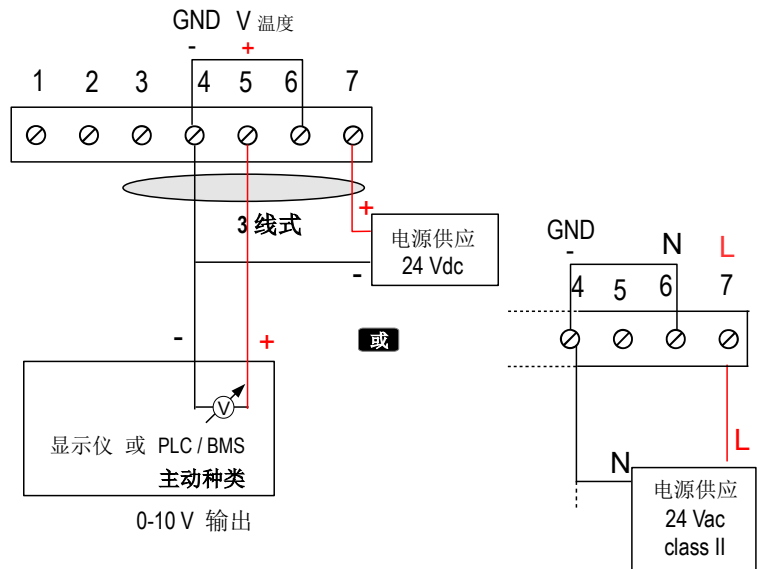 GND V 温度
- +
1 2 3 4 5 6 7
3 线式
+
电源供应
24 Vdc
-
- +
或
V
显示仪 或 PLC / BMS
主动种类
0-10 V 输出
GND
- N L
4 5 6 7
L
N
电源供应
24 Vac
class II